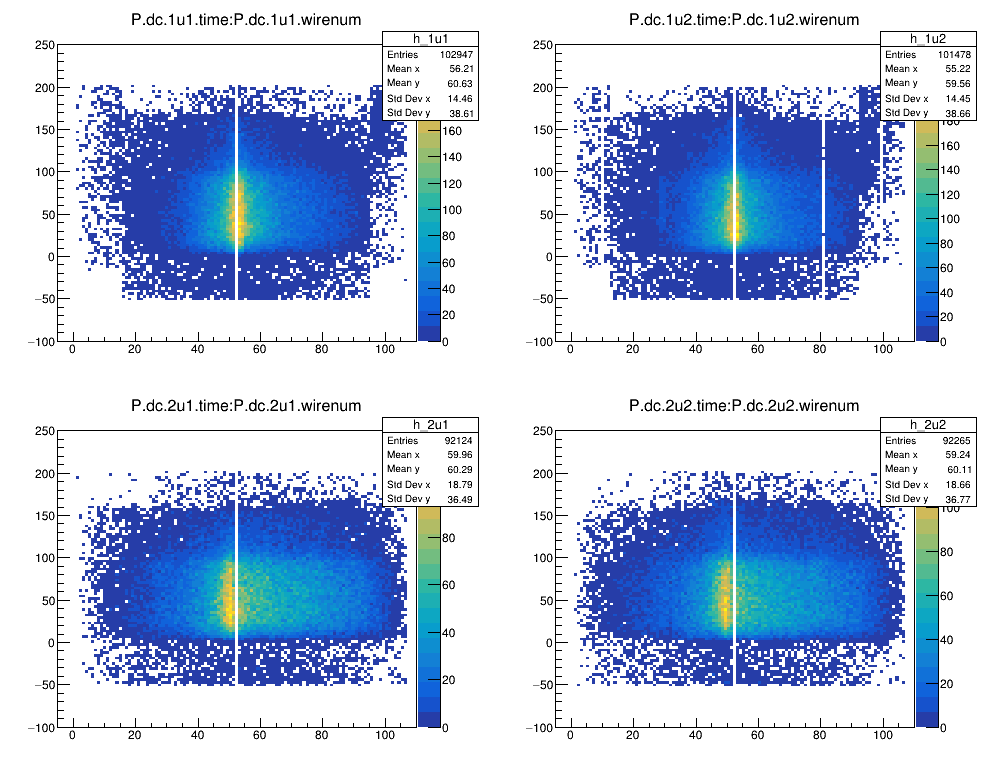 P.dc.1u1.time:P.dc.1u1.wirenum
h_1u1
Entries 102947
Mean x 56.21
Mean y 60.63
Std Dev x 14.46
Std Dev y 38.61
250
200
150
100
50
0
−50
−100
0 20 40 60 80 100
160
140
120
100
80
60
40
20
0
P.dc.1u2.time:P.dc.1u2.wirenum
h_1u2
Entries 101478
Mean x 55.22
Mean y 59.56
Std Dev x 14.45
Std Dev y 38.66
250
200
150
100
50
0
−50
−100
0 20 40 60 80 100
160
140
120
100
80
60
40
20
0
P.dc.2u1.time:P.dc.2u1.wirenum
h_2u1
Entries 92124
Mean x 59.96
Mean y 60.29
Std Dev x 18.79
Std Dev y 36.49
250
200
150
100
50
0
−50
−100
0 20 40 60 80 100
80
60
40
20
0
P.dc.2u2.time:P.dc.2u2.wirenum
h_2u2
Entries 92265
Mean x 59.24
Mean y 60.11
Std Dev x 18.66
Std Dev y 36.77
250
200
150
100
50
0
−50
−100
0 20 40 60 80 100
100
80
60
40
20
0